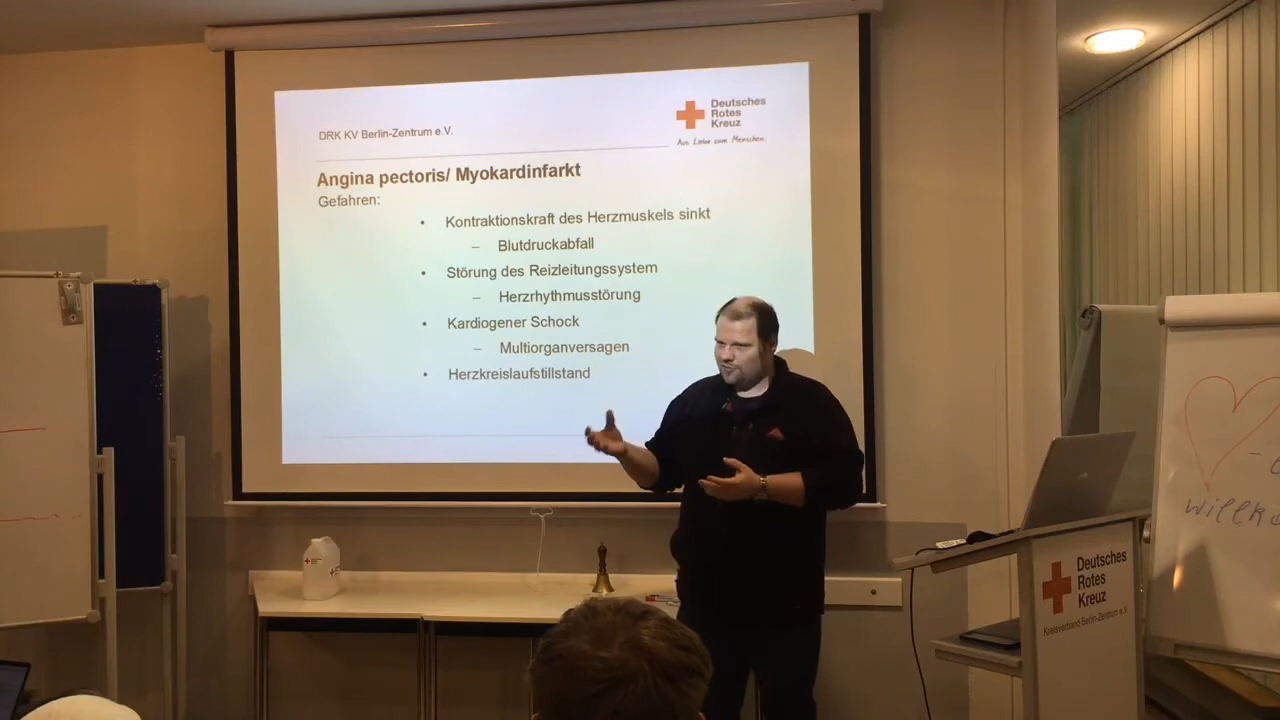 DRK KV Berlin-Zentrum e.V.
Deutsches
Rotes
Kreuz
Aus Liebe zum Menschen.
Angina pectoris/ Myokardinfarkt
Gefahren:
• Kontraktionskraft des Herzmuskels sinkt
– Blutdruckabfall
• Störung des Reizleitungssystem
– Herzrhythmusstörung
• Kardiogener Schock
– Multiorganversagen
• Herzkreislaufstillstand
Deutsches
Rotes
Kreuz
Kreisverband Berlin-Zentrum e.V.